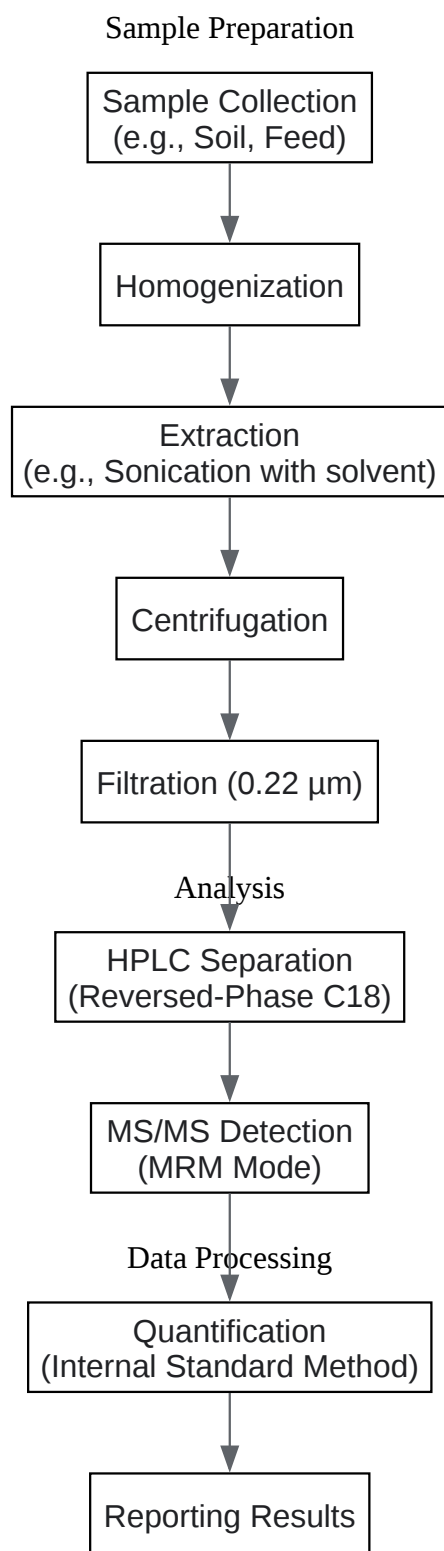 Sample Preparation
Sample Collection
(e.g., Soil, Feed)
Homogenization
Extraction
(e.g., Sonication with solvent)
Centrifugation
Filtration (0.22 µm)
Analysis
HPLC Separation
(Reversed-Phase C18)
MS/MS Detection
(MRM Mode)
Data Processing
Quantification
(Internal Standard Method)
Reporting Results